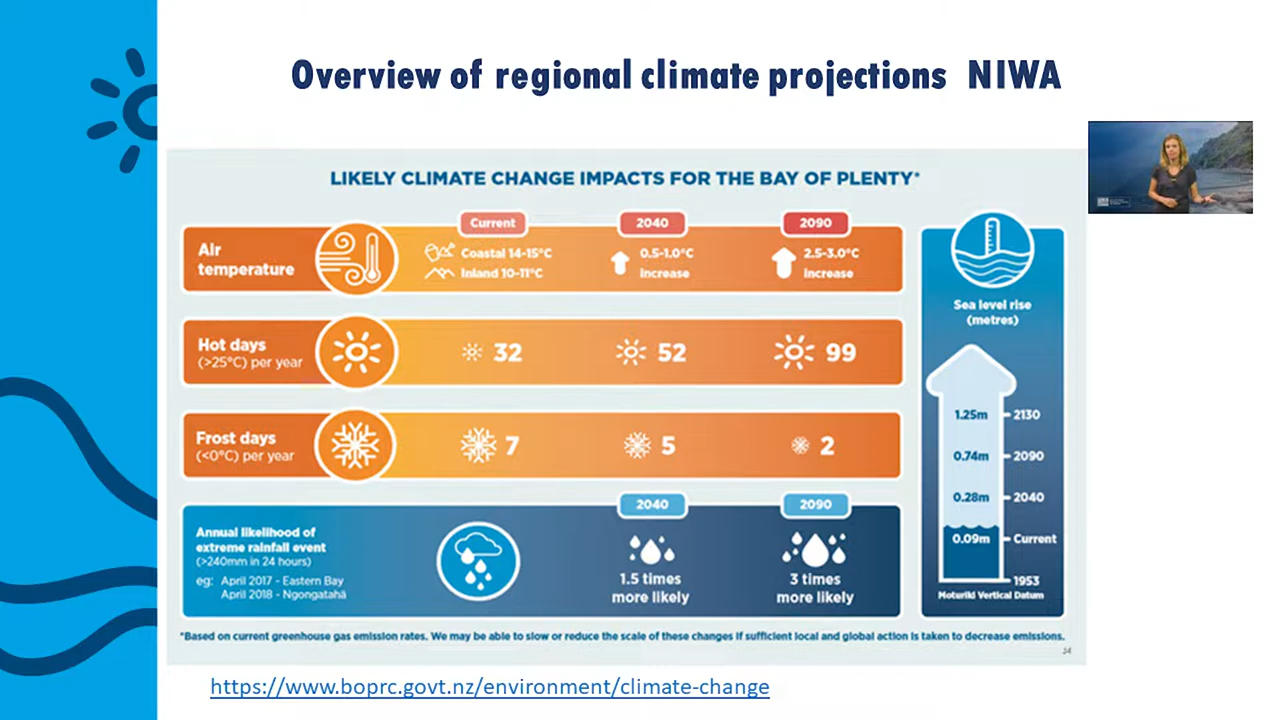 Overview of regional climate projections NIWA
LIKELY CLIMATE CHANGE IMPACTS FOR THE BAY OF PLENTY*
Current
2040
2090
Air
temperature
Coastal 14-15°C
Inland 10-11°C
0.5-1.0°C
increase
2.5-3.0°C
increase
Hot days
(>25°C) per year
32
52
99
Frost days
(<0°C) per year
7
5
2
2040
2090
Annual likelihood of
extreme rainfall event
(>240mm in 24 hours)
eg: April 2017 - Eastern Bay
April 2018 - Ngongatahā
1.5 times
more likely
3 times
more likely
Sea level rise
(metres)
1.25m 2130
0.74m 2090
0.28m 2040
0.09m Current
1953
Moturiki Vertical Datum
*Based on current greenhouse gas emission rates. We may be able to slow or reduce the scale of these changes if sufficient local and global action is taken to decrease emissions.
14
https://www.boprc.govt.nz/environment/climate-change